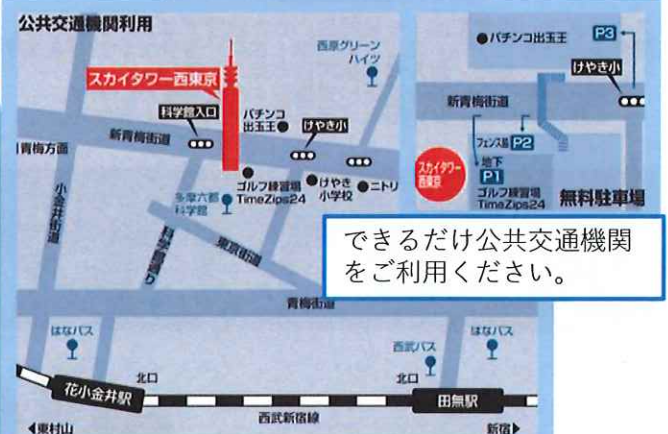 公共交通機関利用
西原グリーン
ハイツ
スカイタワー西東京
科学館入口
パチンコ
出玉王
けやき小
新青梅街道
青梅方面
小金井街道
多摩六都
科学館
ゴルフ練習場
TimeZips24
けやき
小学校
ニトリ
科学館通り
東京街道
青梅街道
はなバス
西武バス
はなバス
北口
北口
花小金井駅
田無駅
東村山
西武新宿線
新宿
パチンコ出玉王
P3
けやき小
新青梅街道
フェンス脇 P2
スカイタワー
西東京
地下
P1
ゴルフ練習場
TimeZips24
無料駐車場
できるだけ公共交通機関
をご利用ください。